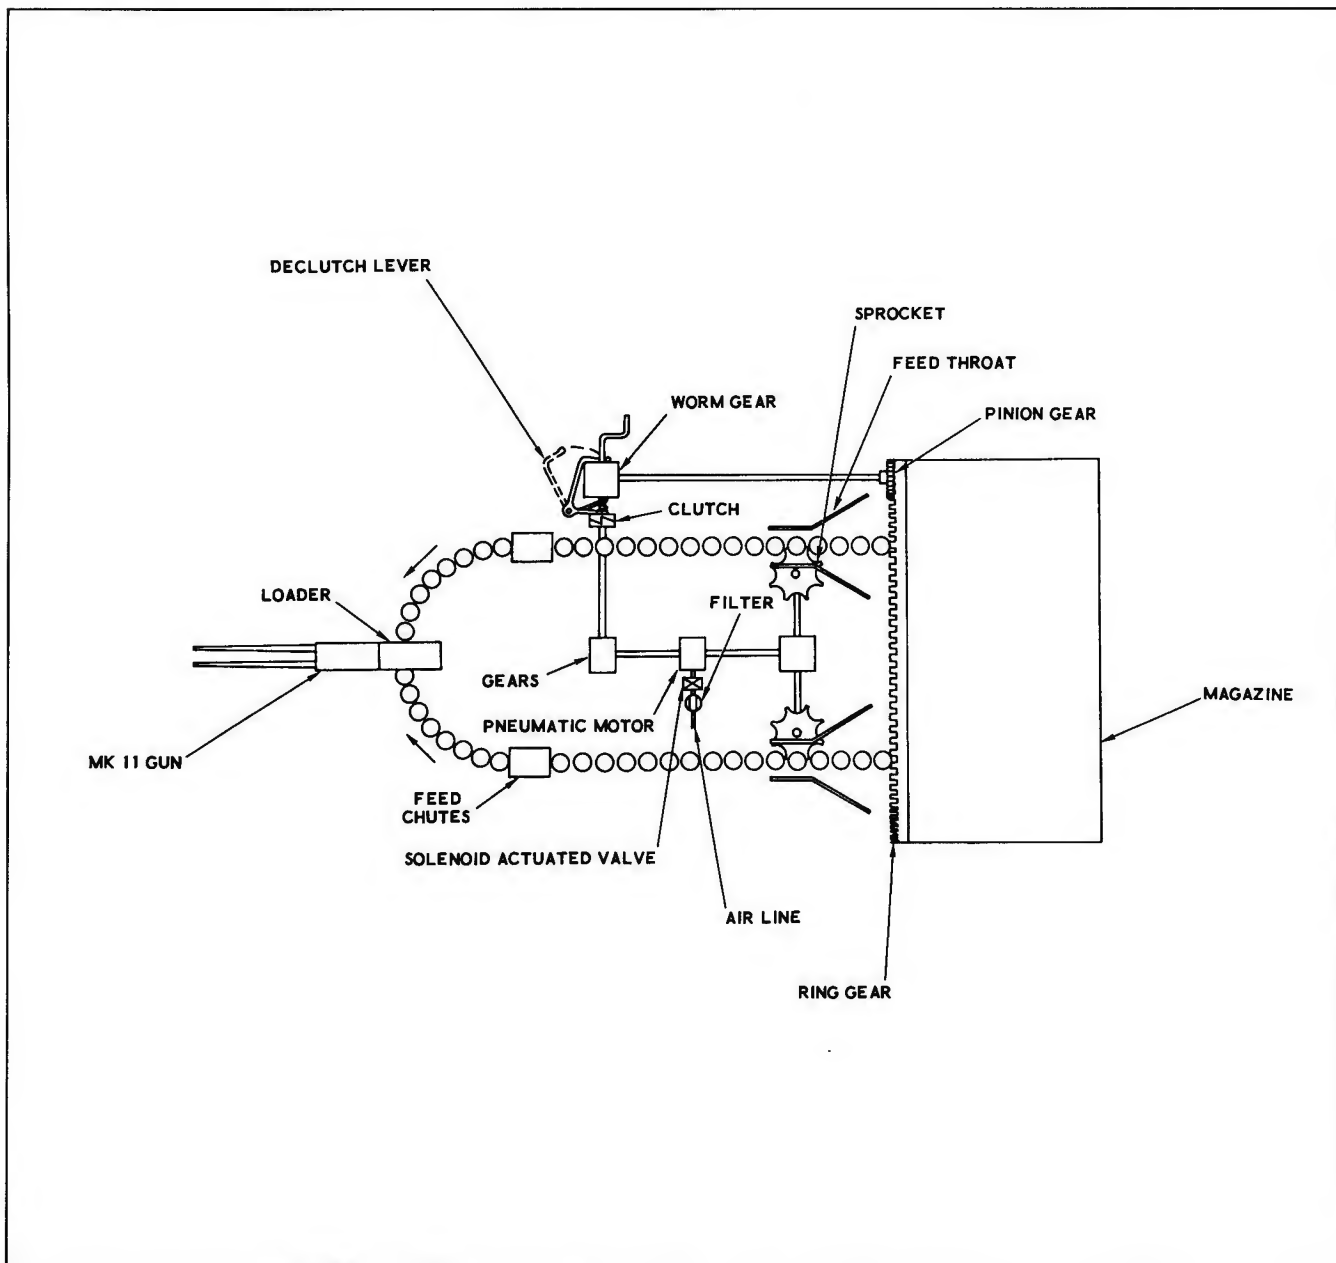 DECLUTCH LEVER
SPROCKET
FEED THROAT
WORM GEAR
PINION GEAR
CLUTCH
LOADER
FILTER
GEARS
MAGAZINE
PNEUMATIC MOTOR
MK 11 GUN
FEED
CHUTES
SOLENOID ACTUATED VALVE
AIR LINE
RING GEAR